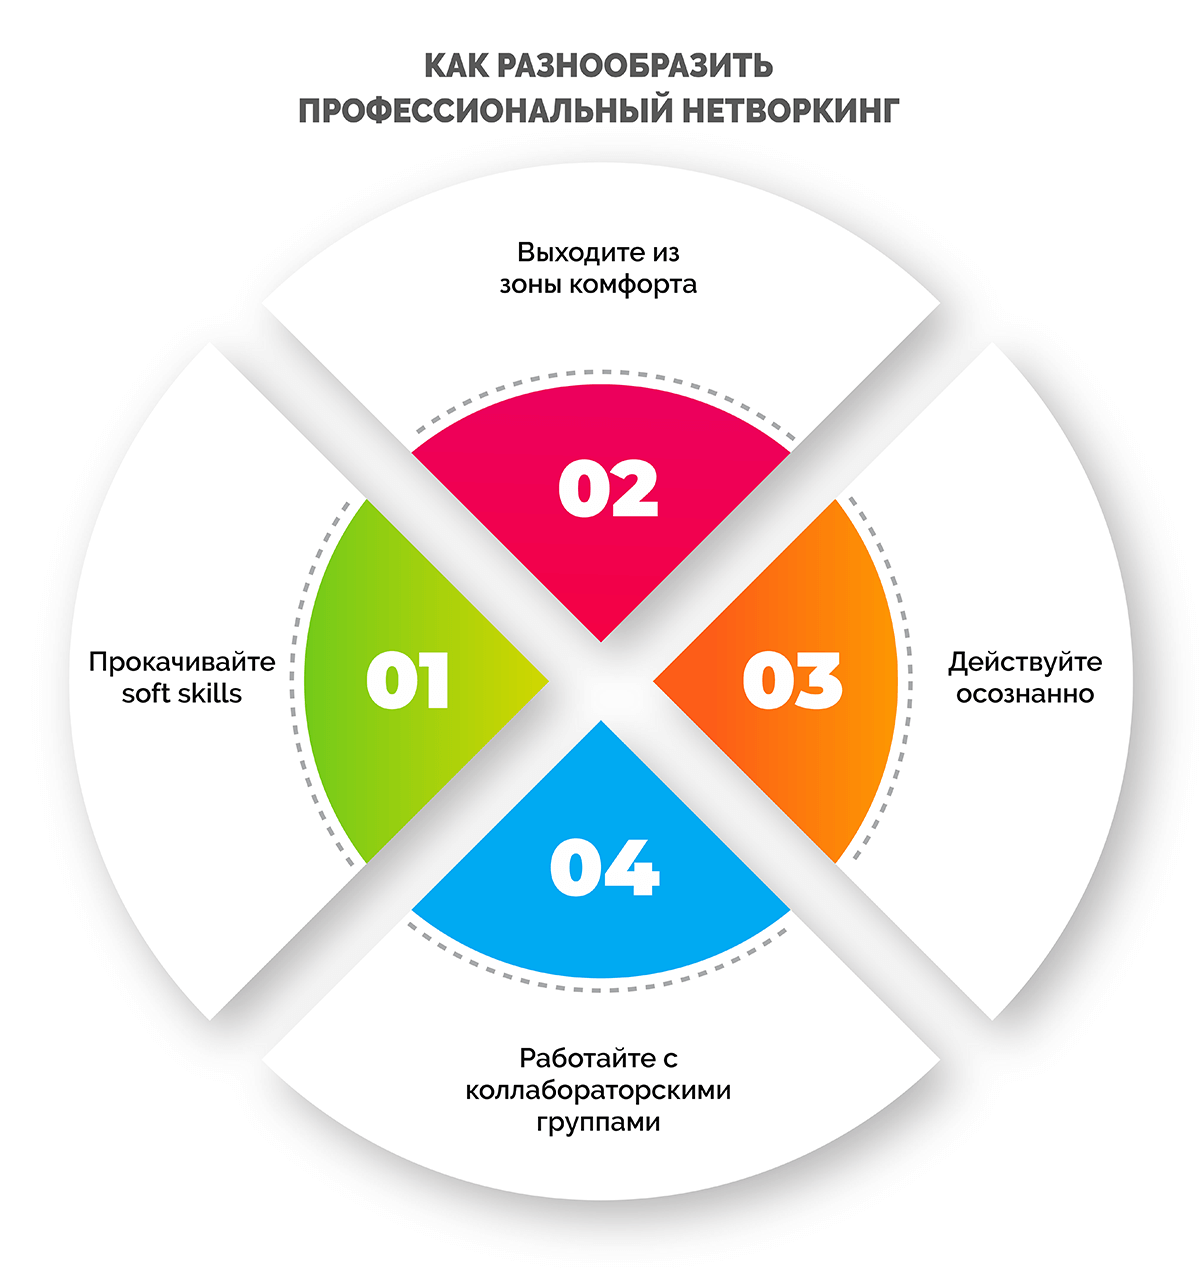 КАК РАЗНООБРАЗИТЬ
ПРОФЕССИОНАЛЬНЫЙ НЕТВОРКИНГ
01
Прокачивайте
soft skills
02
Выходите из
зоны комфорта
03
Действуйте
осознанно
04
Работайте с
коллабораторскими
группами